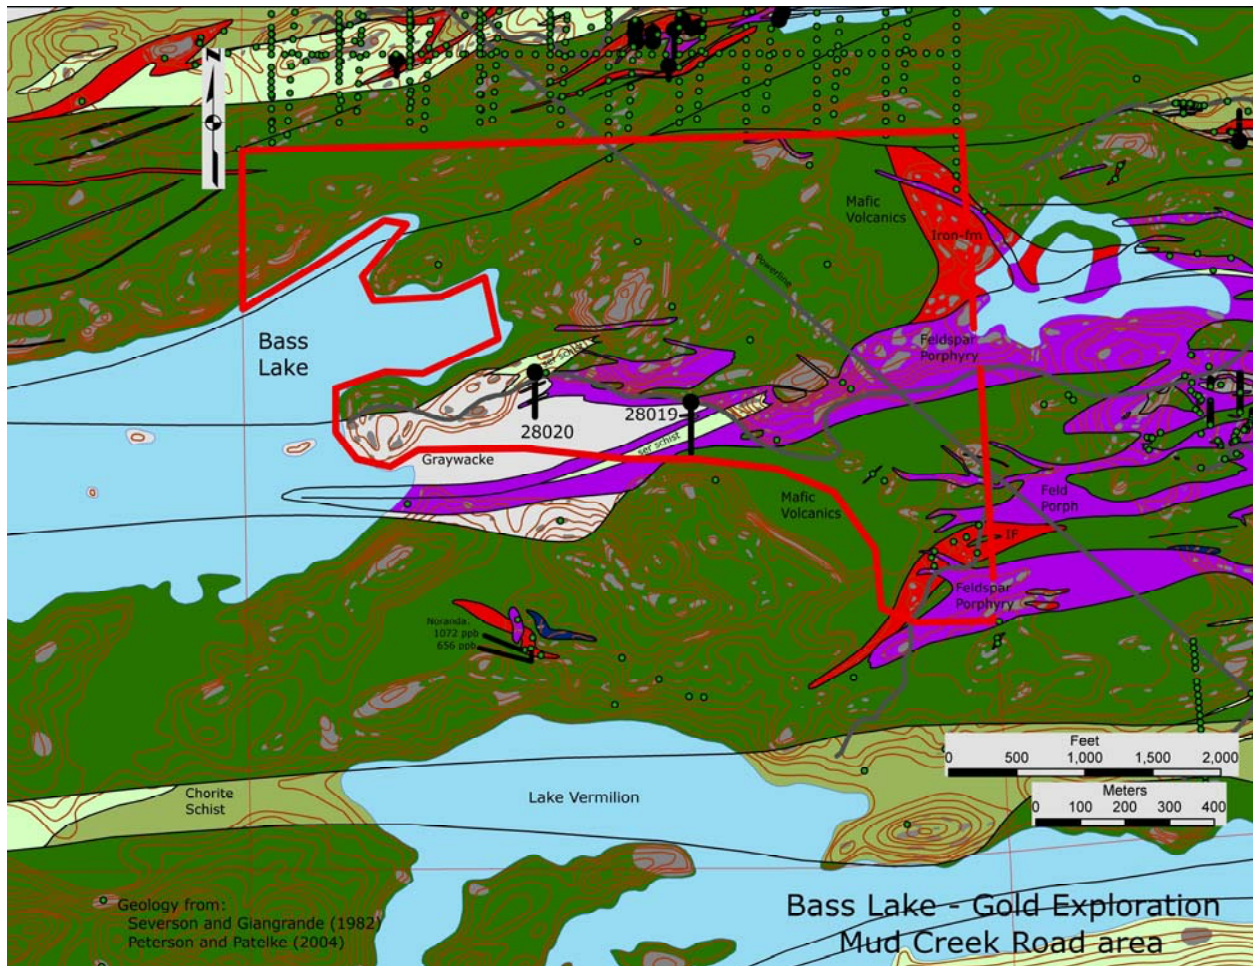 Mafic
Volcanics
Iron-fm
Powerline
Bass
Lake
Feldspar
Porphyry
ser schist
28019
28020
ser schist
Graywacke
Mafic
Volcanics
Feld
Porph
IF
Feldspar
Porphyry
Noranda.
1072 ppb
656 ppb
Feet
0 500 1,000 1,500 2,000
Meters
0 100 200 300 400
Chorite
Schist
Lake Vermilion
Geology from:
Severson and Giangrande (1982)
Peterson and Patelke (2004)
Bass Lake - Gold Exploration
Mud Creek Road area